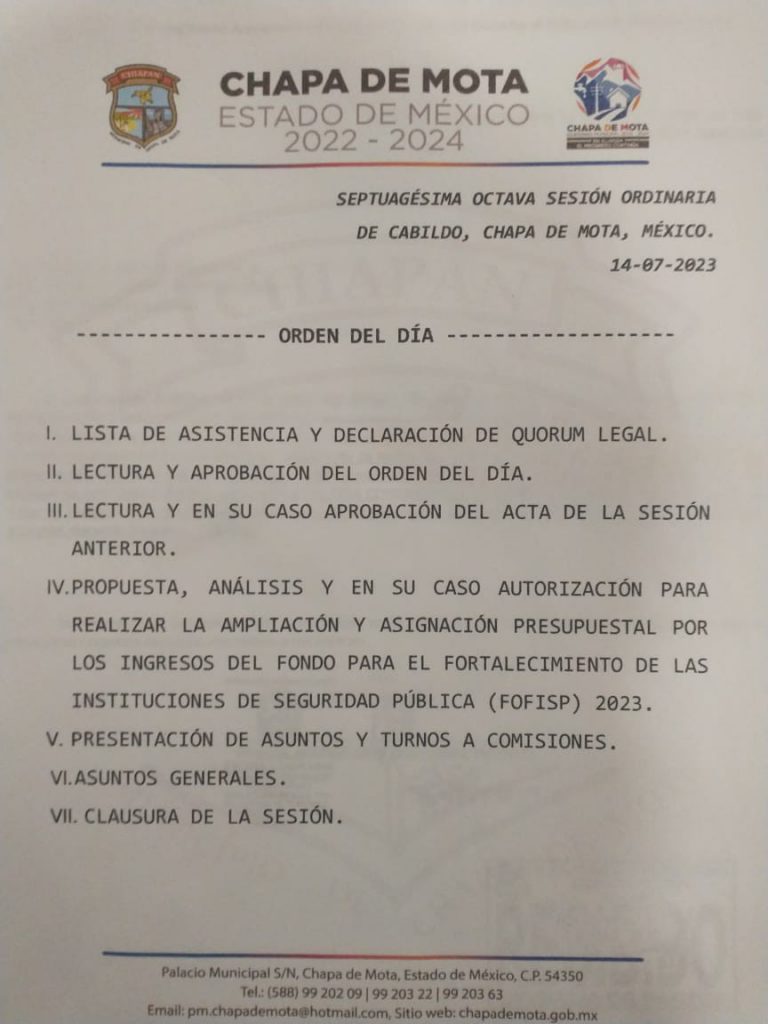 CHIAPAN
CHAPA DE MOTA
ESTADO DE MÉXICO
2022 - 2024
CHAPA DE MOTA
SEPTUAGÉSIMA OCTAVA SESIÓN ORDINARIA
DE CABILDO, CHAPA DE MOTA, MÉXICO.
14-07-2023
---------------- ORDEN DEL DÍA -------------------
I. LISTA DE ASISTENCIA Y DECLARACIÓN DE QUORUM LEGAL.
II. LECTURA Y APROBACIÓN DEL ORDEN DEL DÍA.
III. LECTURA Y EN SU CASO APROBACIÓN DEL ACTA DE LA SESIÓN
ANTERIOR.
IV. PROPUESTA, ANÁLISIS Y EN SU CASO AUTORIZACIÓN PARA
REALIZAR LA AMPLIACIÓN Y ASIGNACIÓN PRESUPUESTAL POR
LOS INGRESOS DEL FONDO PARA EL FORTALECIMIENTO DE LAS
INSTITUCIONES DE SEGURIDAD PÚBLICA (FOFISP) 2023.
V. PRESENTACIÓN DE ASUNTOS Y TURNOS A COMISIONES.
VI. ASUNTOS GENERALES.
VII. CLAUSURA DE LA SESIÓN.
Palacio Municipal S/N, Chapa de Mota, Estado de México, C.P. 54350
Tel.: (588) 99 202 09 | 99 203 22 | 99 203 63
Email: pm.chapademota@hotmail.com, Sitio web: chapademota.gob.mx